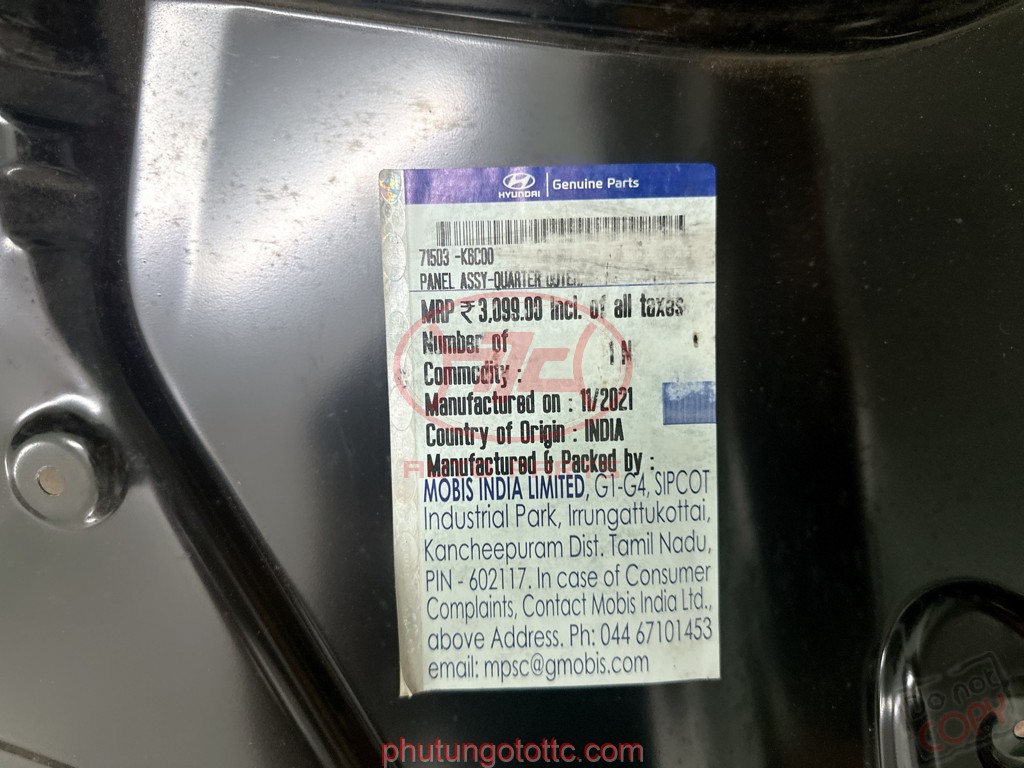 HYUNDAI | Genuine Parts
71503 -K6C00
PANEL ASSY-QUARTER OUTER
MRP ₹ 3,099.00 Incl. of all taxes
Number of
Commodity : 1 N
Manufactured on : 11/2021
Country of Origin : INDIA
Manufactured & Packed by :
MOBIS INDIA LIMITED, G1-G4, SIPCOT
Industrial Park, Irrungattukottai,
Kancheepuram Dist. Tamil Nadu,
PIN - 602117. In case of Consumer
Complaints, Contact Mobis India Ltd.,
above Address. Ph: 044 67101453
email: mpsc@gmobis.com
Do not
COPY
phutungototTC.com